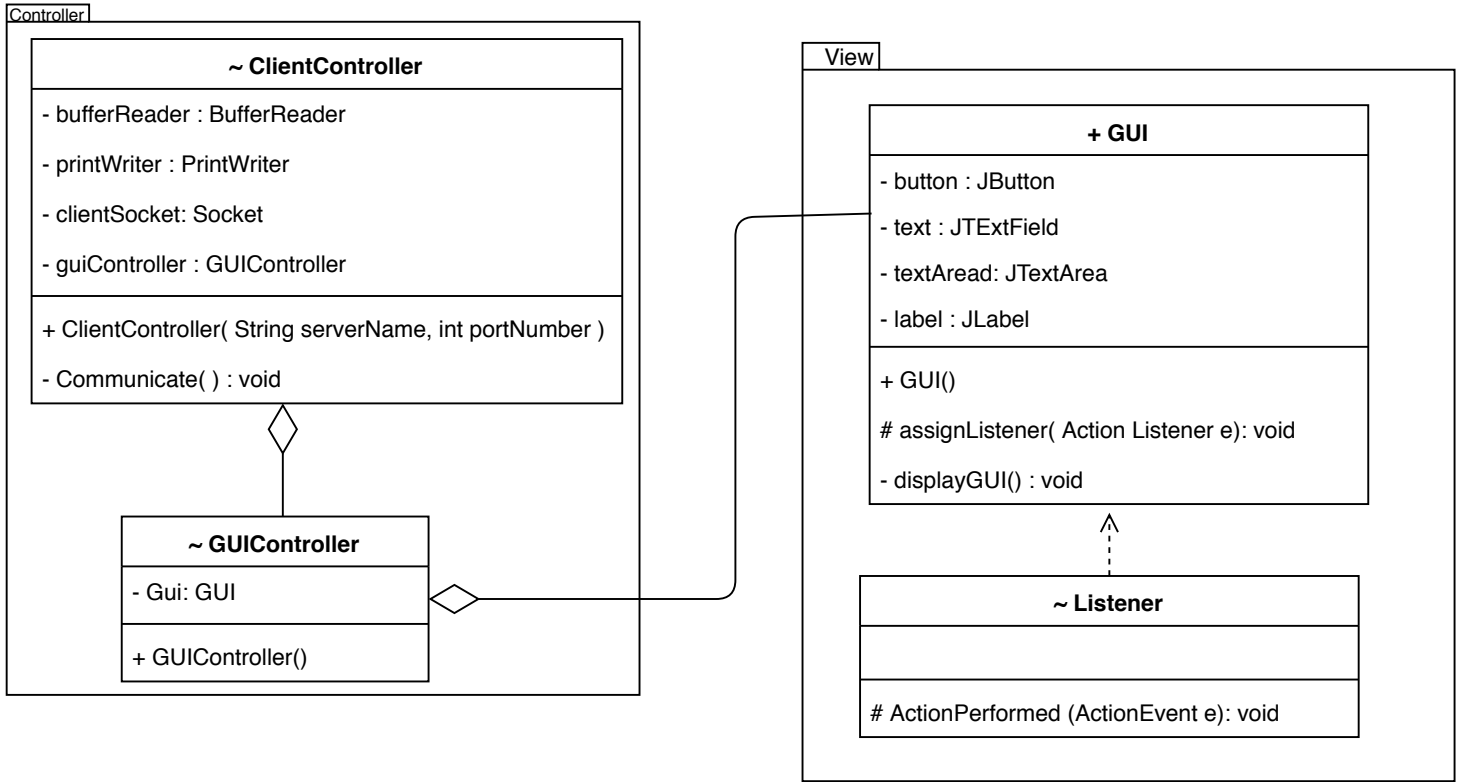 Controller
~ ClientController
- bufferReader : BufferReader
- printWriter : PrintWriter
- clientSocket: Socket
- guiController : GUIController
+ ClientController( String serverName, int portNumber )
- Communicate( ) : void
~ GUIController
- Gui: GUI
+ GUIController()
View
+ GUI
- button : JButton
- text : JTExtField
- textAread: JTextArea
- label : JLabel
+ GUI()
# assignListener( Action Listener e): void
- displayGUI() : void
~ Listener
# ActionPerformed (ActionEvent e): void